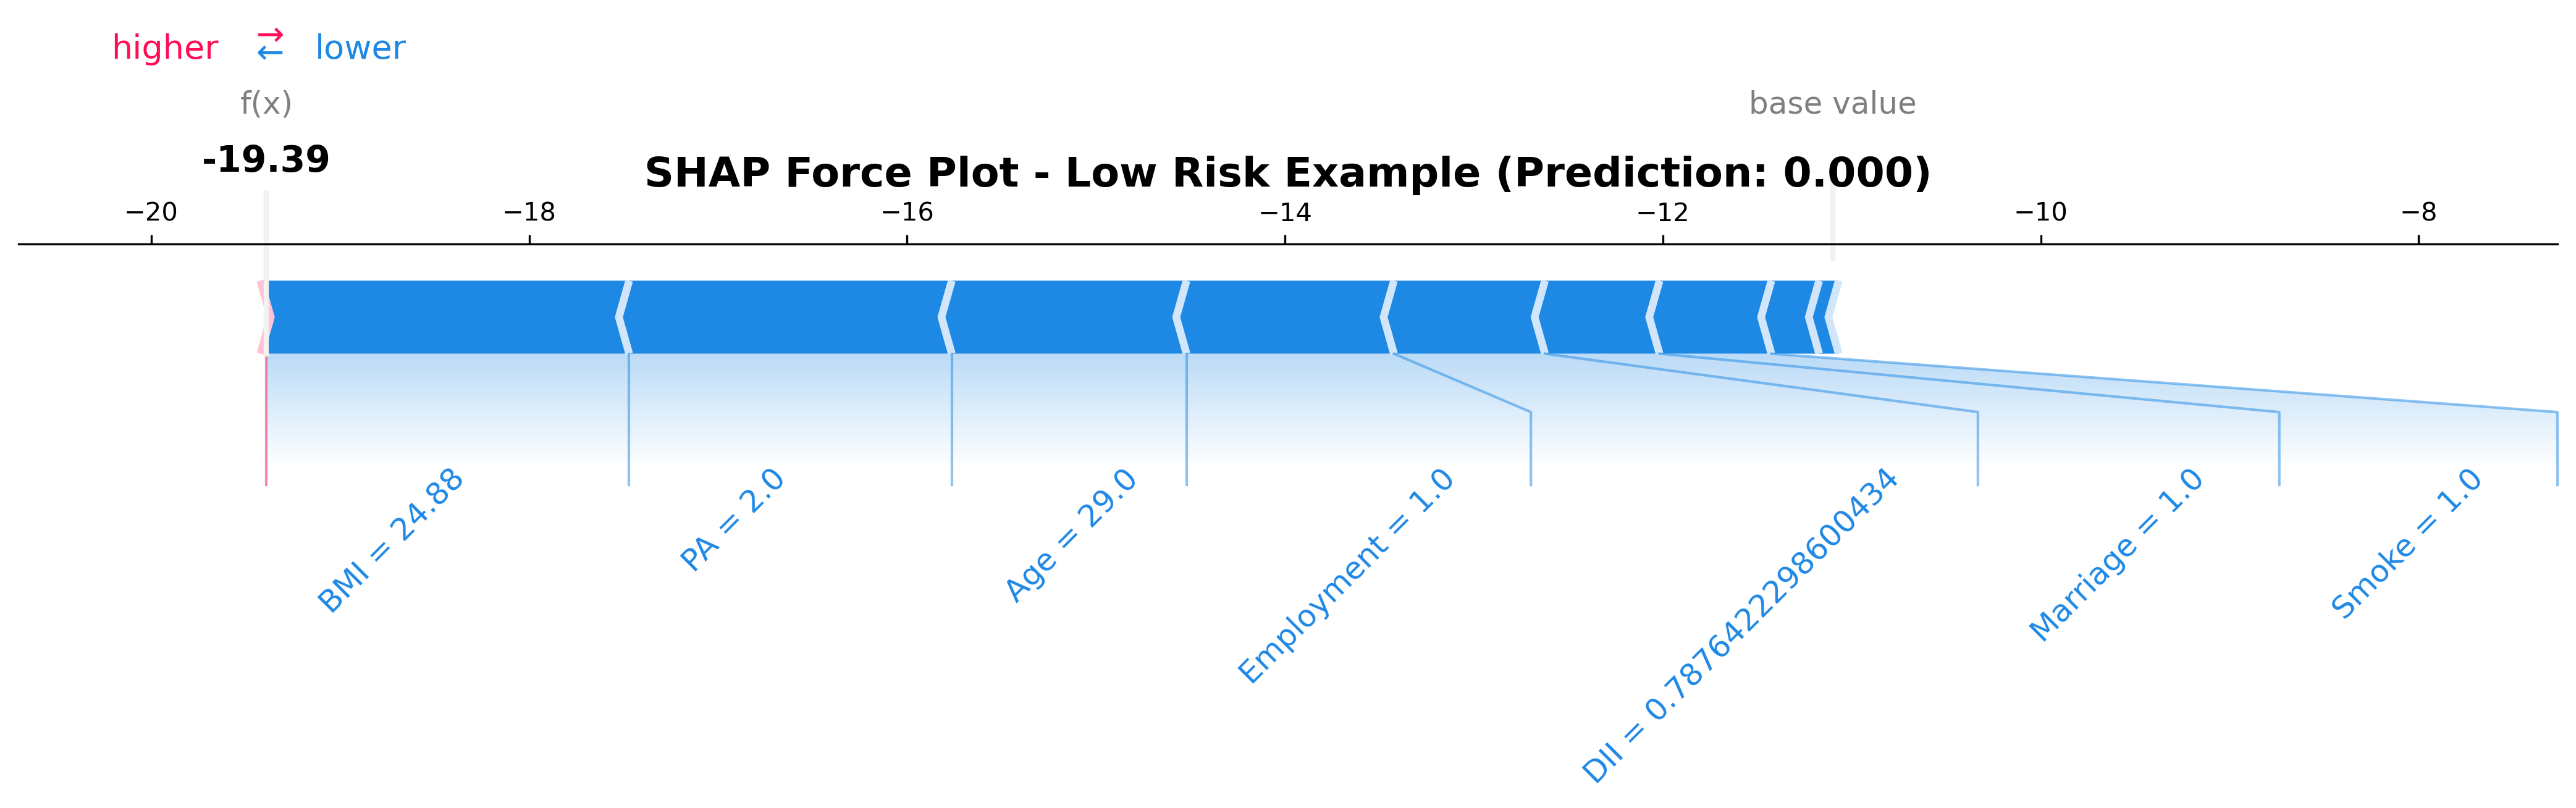 higher → ← lower
f(x)
base value
-19.39
SHAP Force Plot - Low Risk Example (Prediction: 0.000)
−20
−18
−16
−14
−12
−10
−8
BMI = 24.88
PA = 2.0
Age = 29.0
Employment = 1.0
DII = 0.7876422298600434
Marriage = 1.0
Smoke = 1.0